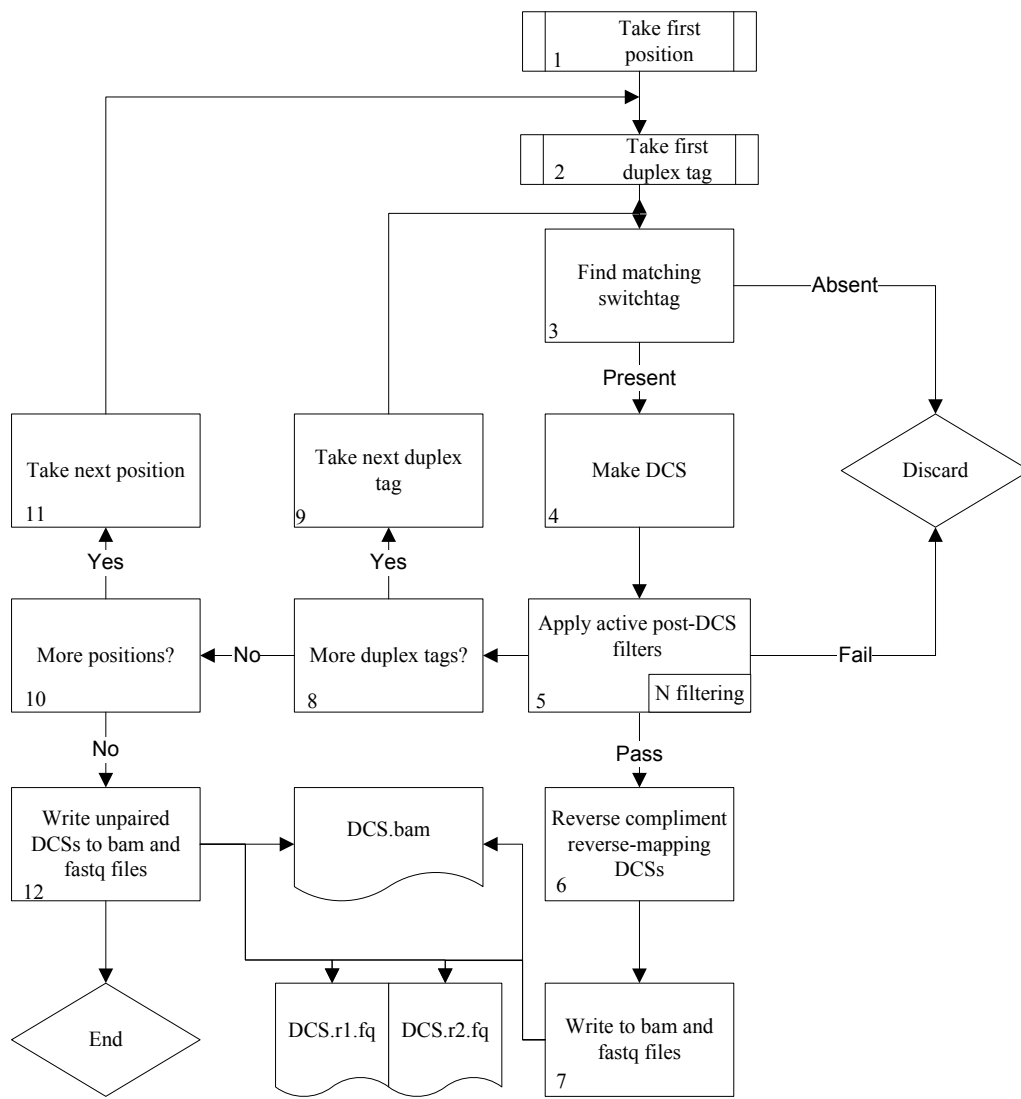 Take first
position
1
Take first
duplex tag
2
Find matching
switchtag
3
Absent
Present
Take next position
11
Take next duplex
tag
9
Make DCS
4
Discard
Yes
Yes
More positions?
10
No
More duplex tags?
8
Apply active post-DCS
filters
N filtering
5
Fail
No
Pass
Write unpaired
DCSs to bam and
fastq files
12
DCS.bam
Reverse compliment
reverse-mapping
DCSs
6
End
DCS.r1.fq
DCS.r2.fq
Write to bam and
fastq files
7